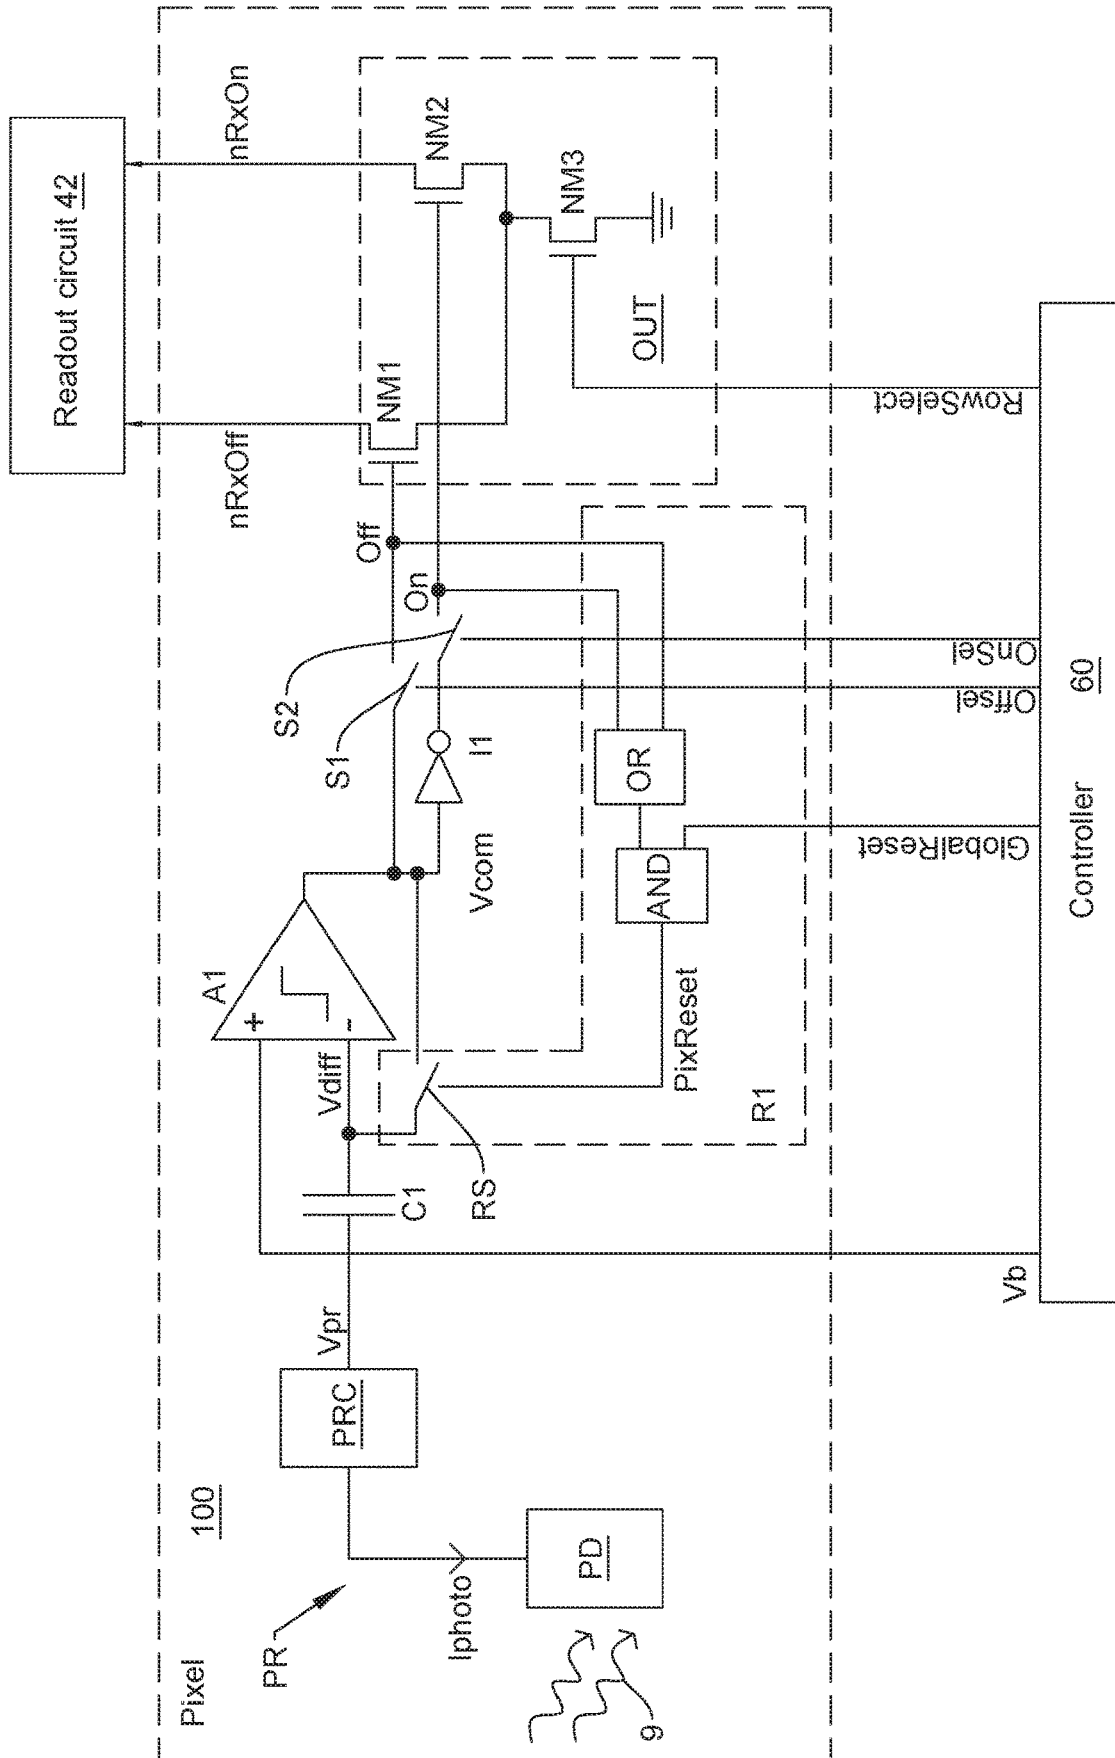 Pixel
100
PR
Iphoto
PD
9
PRC
Vpr
C1
Vdiff
RS
A1
+
-
Vcom
I1
S1
S2
Off
On
nRxOff
nRxOn
Readout circuit 42
NM1
NM2
NM3
OUT
OR
AND
PixReset
R1
Vb
GlobalReset
Offsel
OnSel
RowSelect
Controller
60